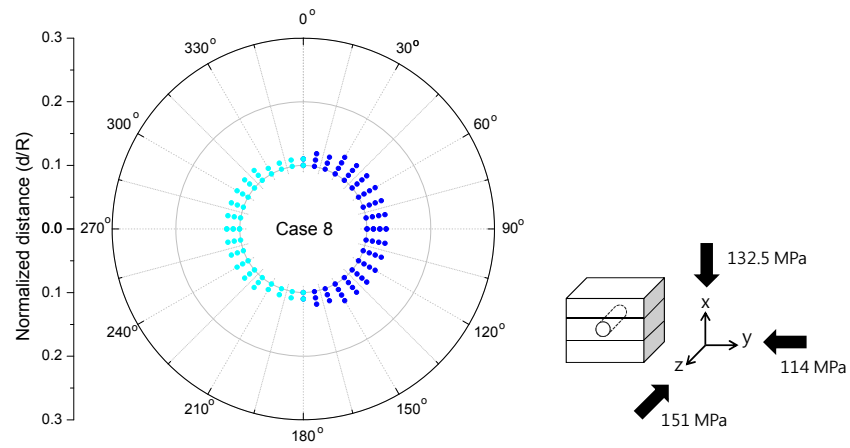 0°
0.3
330°
30°
0.2
300°
60°
0.1
Normalized distance (d/R)
0.0
270°
Case 8
90°
0.1
240°
120°
0.2
210°
150°
0.3
180°
132.5 MPa
x
y
z
114 MPa
151 MPa